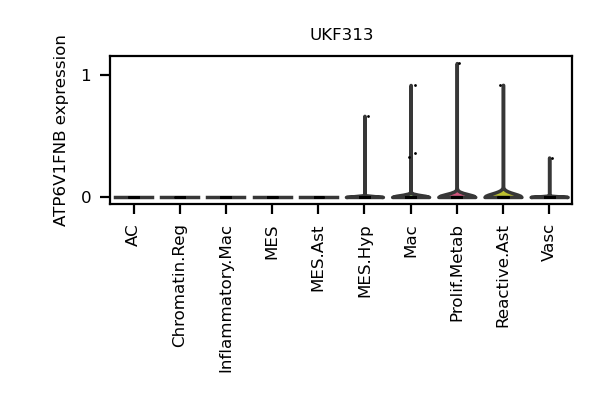 UKF313
ATP6V1FNB expression
1
0
AC
Chromatin.Reg
Inflammatory.Mac
MES
MES.Ast
MES.Hyp
Mac
Prolif.Metab
Reactive.Ast
Vasc